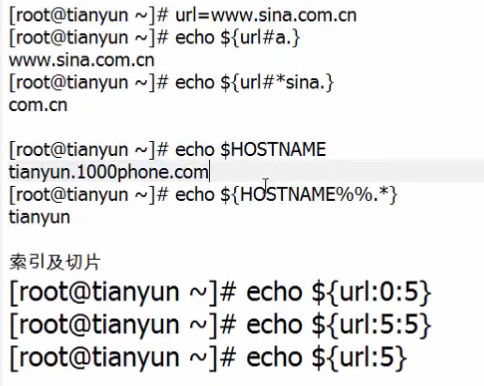 [root@tianyun ~]# url=www.sina.com.cn
[root@tianyun ~]# echo ${url#a.}
www.sina.com.cn
[root@tianyun ~]# echo ${url#*sina.}
com.cn
[root@tianyun ~]# echo $HOSTNAME
tianyun.1000phone.com
[root@tianyun ~]# echo ${HOSTNAME%%.*}
tianyun
索引及切片
[root@tianyun ~]# echo ${url:0:5}
[root@tianyun ~]# echo ${url:5:5}
[root@tianyun ~]# echo ${url:5}